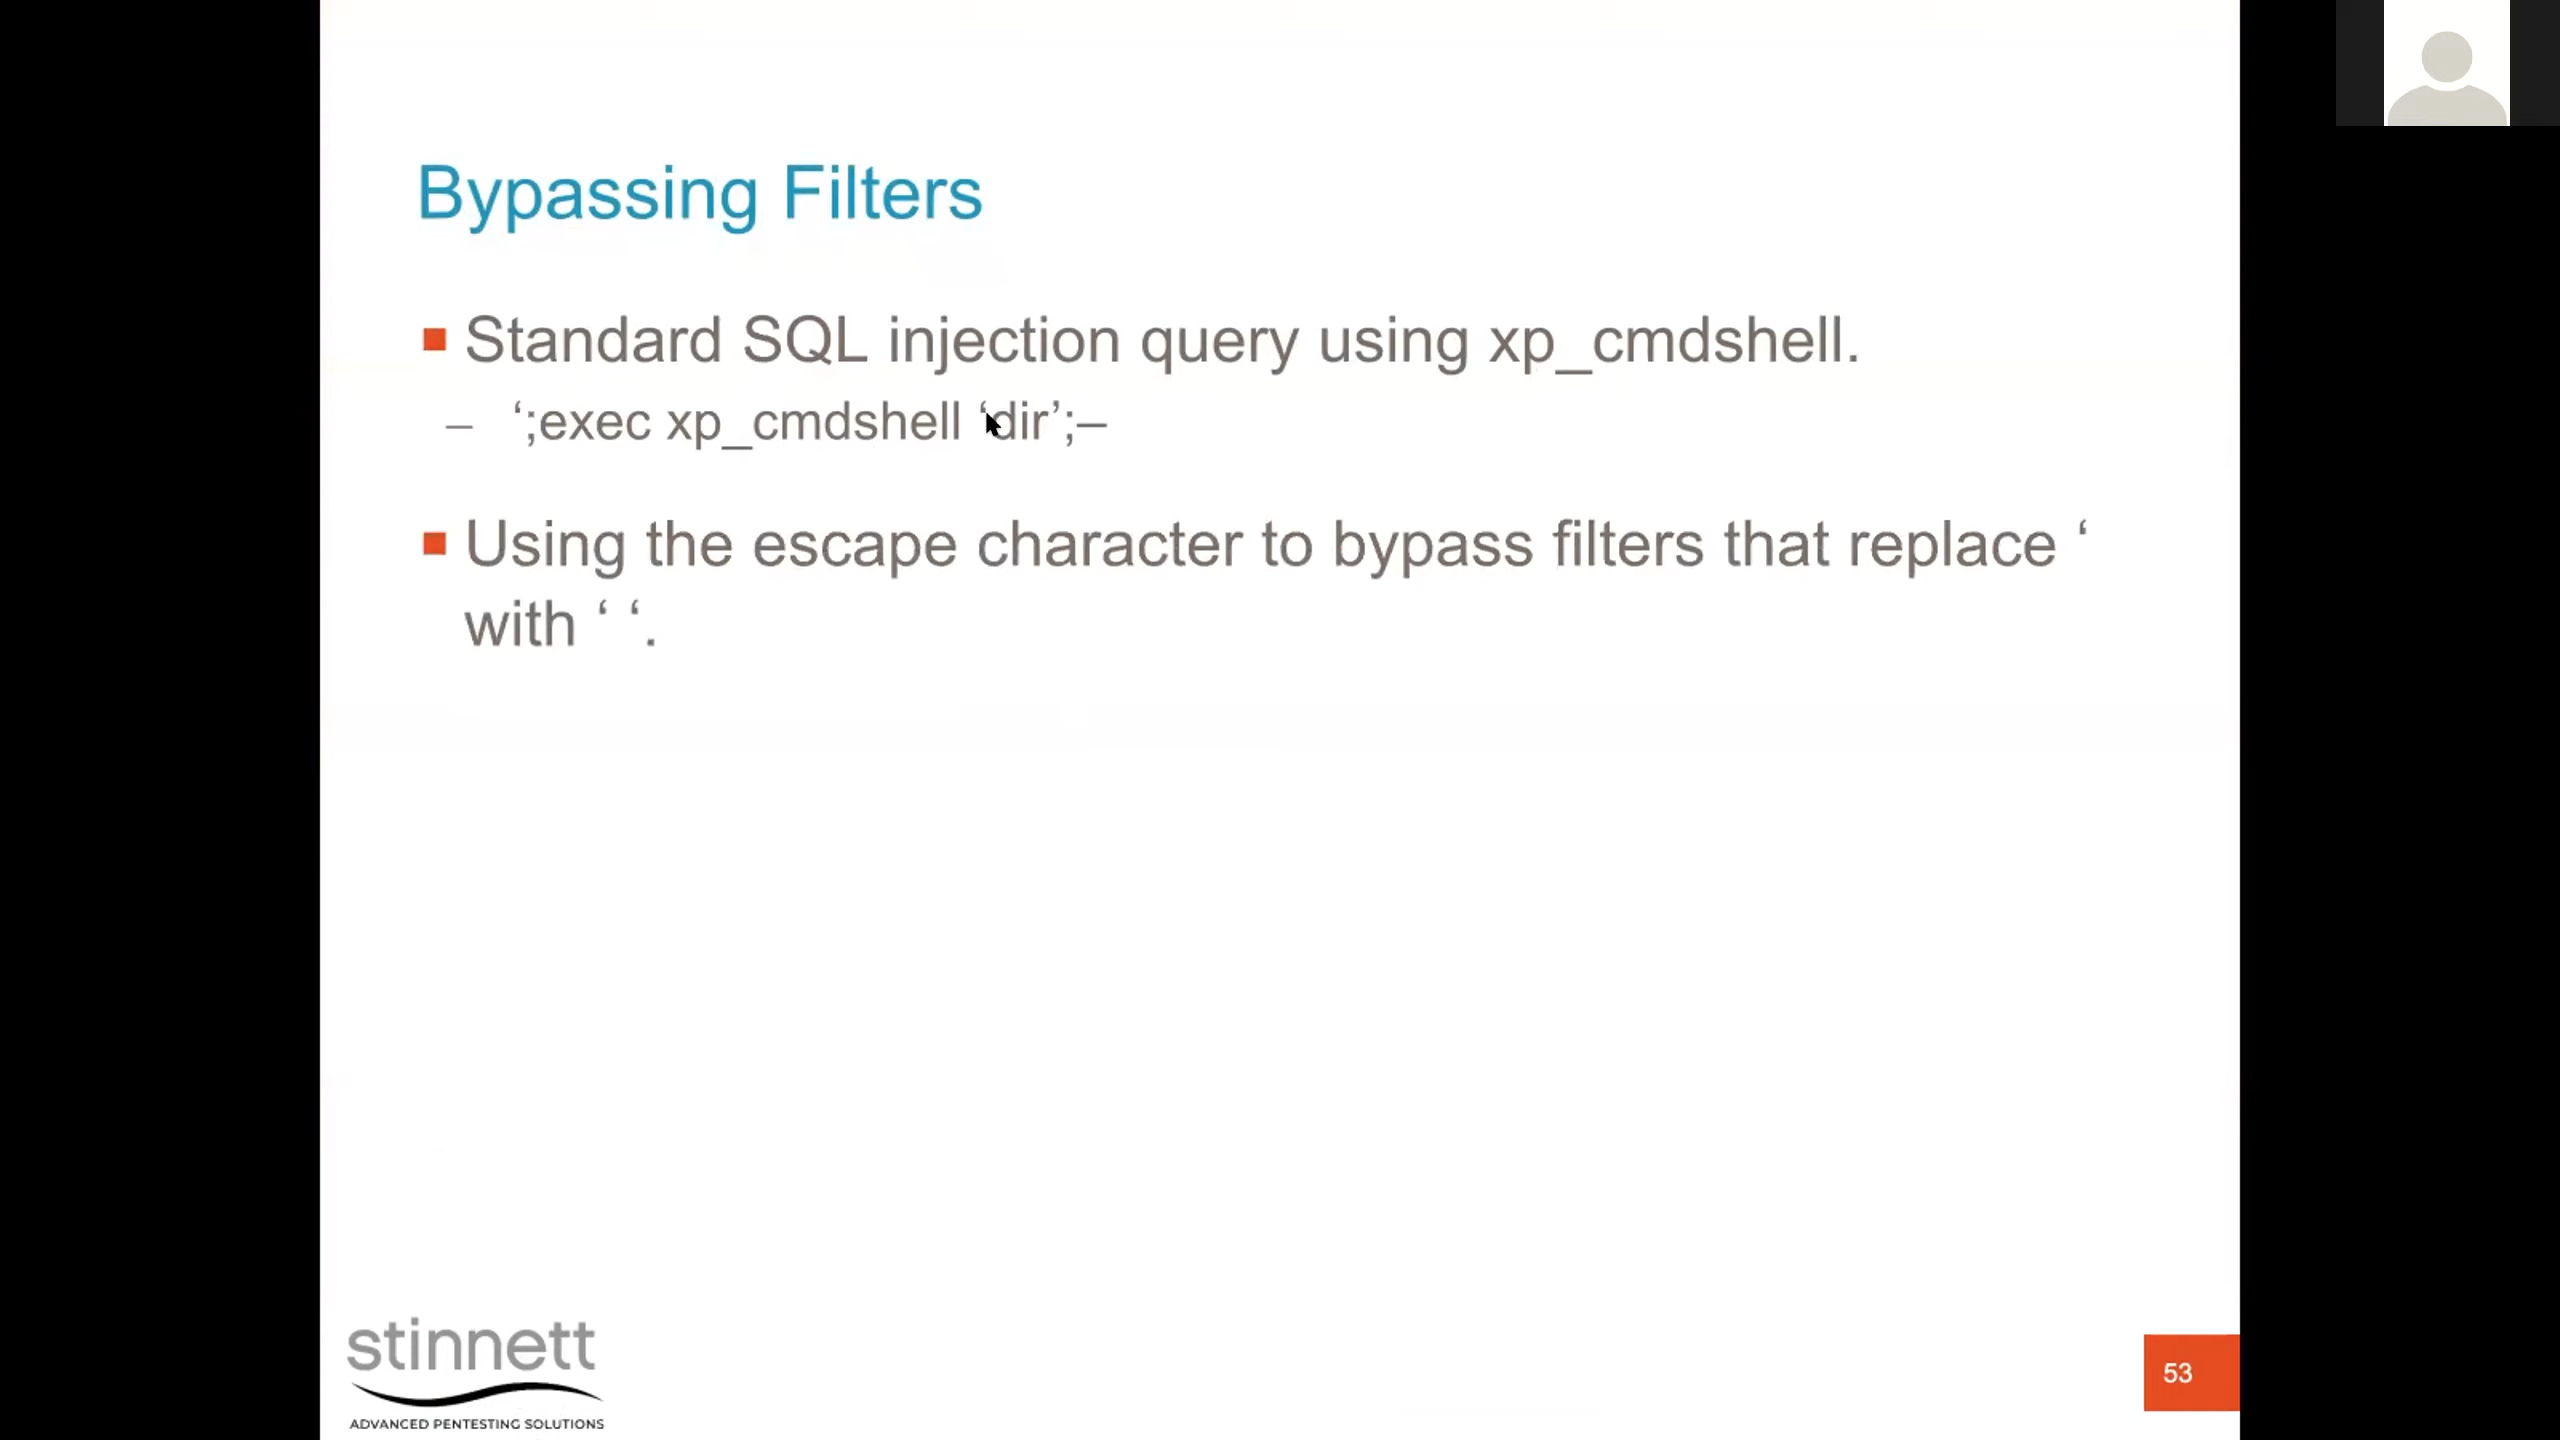 Bypassing Filters
Standard SQL injection query using xp_cmdshell.
– ‘;exec xp_cmdshell ‘dir’;–
Using the escape character to bypass filters that replace ‘
with ‘ ‘.
stinnett
ADVANCED PENTESTING SOLUTIONS
53